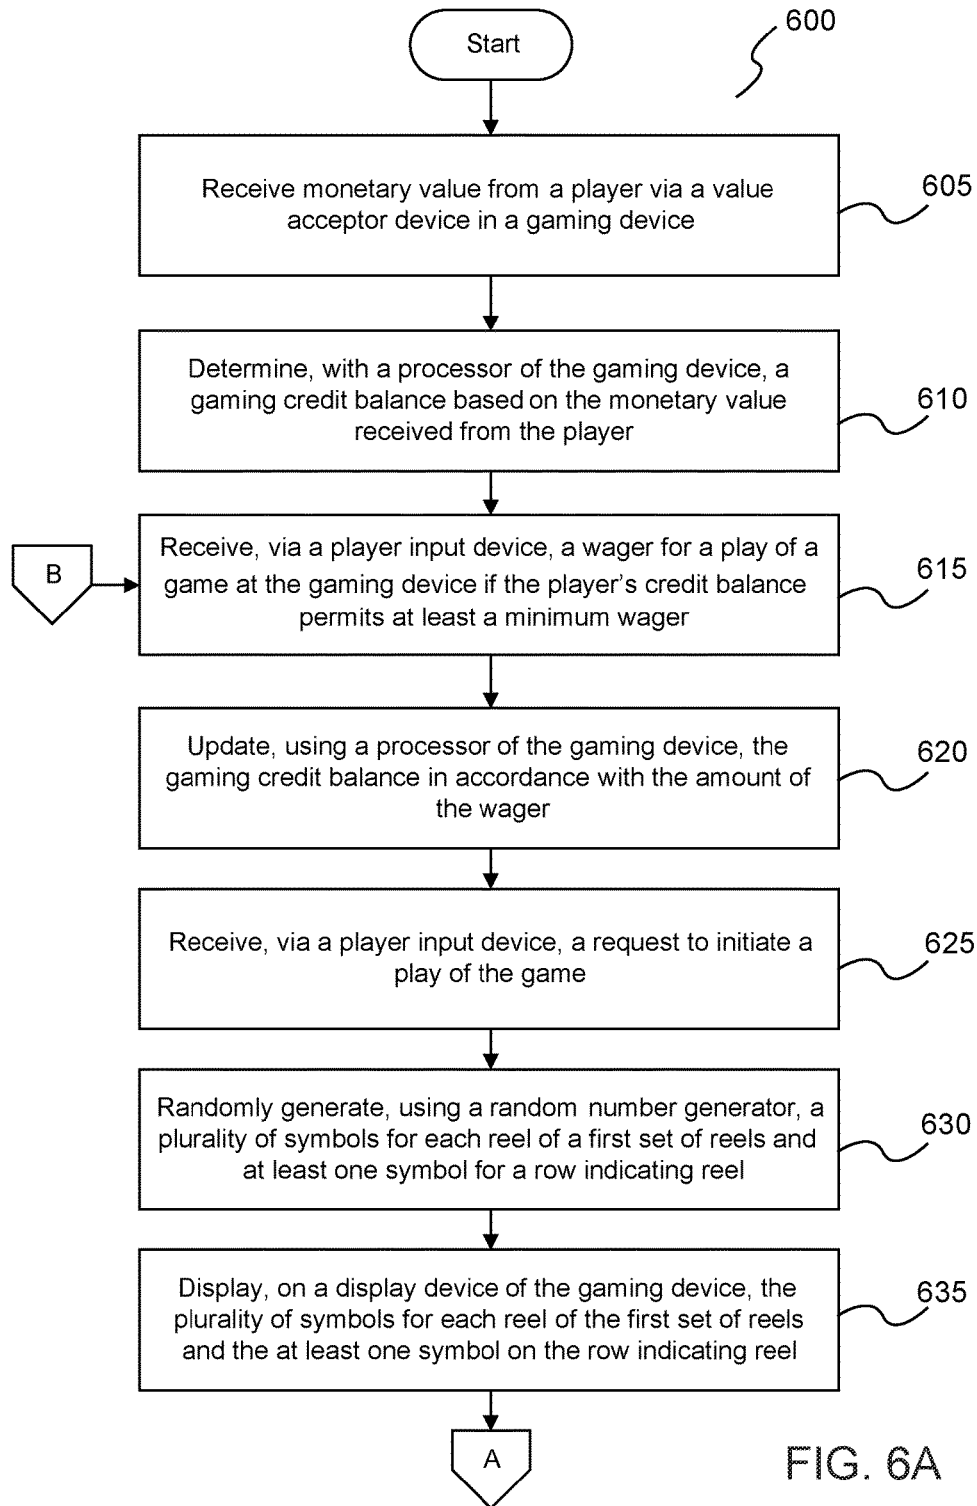 600
Start
Receive monetary value from a player via a value
acceptor device in a gaming device
605
Determine, with a processor of the gaming device, a
gaming credit balance based on the monetary value
received from the player
610
B
Receive, via a player input device, a wager for a play of a
game at the gaming device if the player's credit balance
permits at least a minimum wager
615
Update, using a processor of the gaming device, the
gaming credit balance in accordance with the amount of
the wager
620
Receive, via a player input device, a request to initiate a
play of the game
625
Randomly generate, using a random number generator, a
plurality of symbols for each reel of a first set of reels and
at least one symbol for a row indicating reel
630
Display, on a display device of the gaming device, the
plurality of symbols for each reel of the first set of reels
and the at least one symbol on the row indicating reel
635
A
FIG. 6A